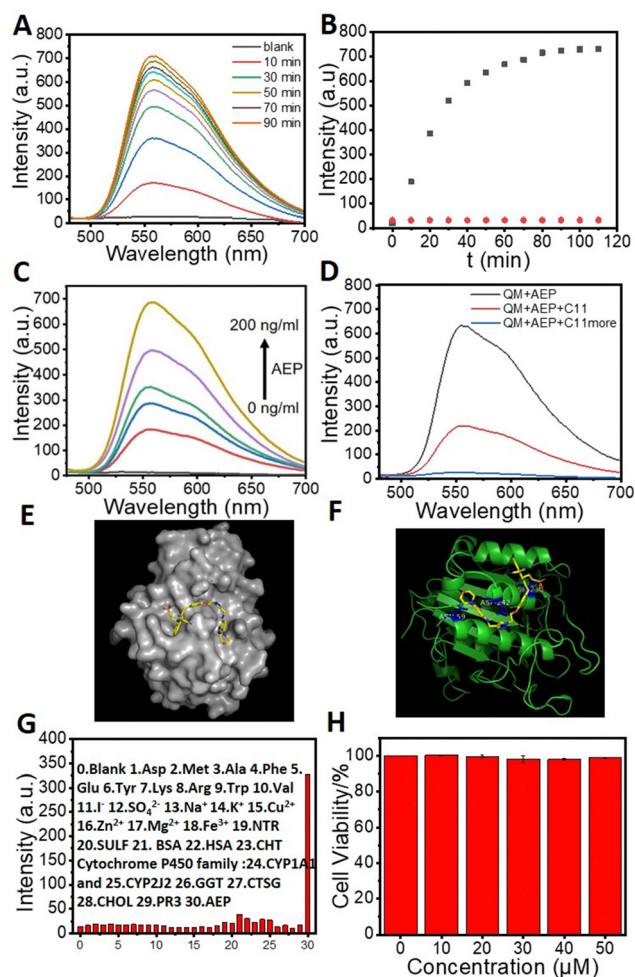 A
blank
10 min
30 min
50 min
70 min
90 min
800
700
600
500
400
300
200
100
0
Intensity (a.u.)
500 550 600 650 700
Wavelength (nm)
B
800
700
600
500
400
300
200
100
0
Intensity (a.u)
0 20 40 60 80 100 120
t (min)
C
200 ng/ml
AEP
0 ng/ml
700
600
500
400
300
200
100
0
Intensity (a.u.)
500 550 600 650 700
Wavelength (nm)
D
QM+AEP
QM+AEP+C11
QM+AEP+C11more
700
600
500
400
300
200
100
0
Intensity (a.u.)
500 550 600 650 700
Wavelength (nm)
E
F
G
400
350
300
250
200
150
100
50
0
Intensity (a.u.)
0.Blank 1.Asp 2.Met 3.Ala 4.Phe 5.
Glu 6.Tyr 7.Lys 8.Arg 9.Trp 10.Val
11.I⁻ 12.SO₄²⁻ 13.Na⁺ 14.K⁺ 15.Cu²⁺
16.Zn²⁺ 17.Mg²⁺ 18.Fe³⁺ 19.NTR
20.SULF 21. BSA 22.HSA 23.CHT
Cytochrome P450 family :24.CYP1A1
and 25.CYP2J2 26.GGT 27.CTSG
28.CHOL 29.PR3 30.AEP
0 5 10 15 20 25 30
H
100
80
60
40
20
0
Cell Viability/%
0 10 20 30 40 50
Concentration (μM)